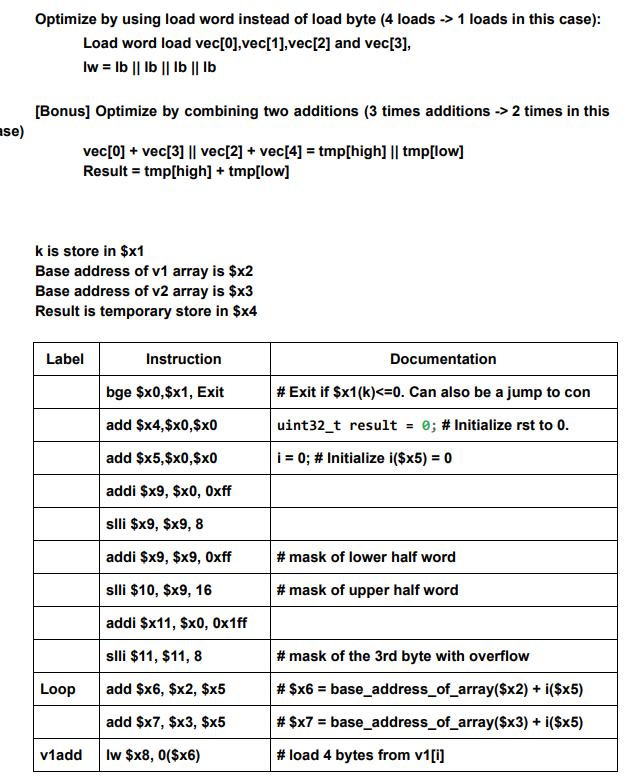 Optimize by using load word instead of load byte (4 loads -> 1 loads in this case):
Load word load vec[0],vec[1],vec[2] and vec[3],
lw = lb || lb || lb || lb
[Bonus] Optimize by combining two additions (3 times additions -> 2 times in this
ase)
vec[0] + vec[3] || vec[2] + vec[4] = tmp[high] || tmp[low]
Result = tmp[high] + tmp[low]
k is store in $x1
Base address of v1 array is $x2
Base address of v2 array is $x3
Result is temporary store in $x4
Label Instruction Documentation
bge $x0,$x1, Exit # Exit if $x1(k)<=0. Can also be a jump to con
add $x4,$x0,$x0 uint32_t result = 0; # Initialize rst to 0.
add $x5,$x0,$x0 i = 0; # Initialize i($x5) = 0
addi $x9, $x0, 0xff
slli $x9, $x9, 8
addi $x9, $x9, 0xff # mask of lower half word
slli $10, $x9, 16 # mask of upper half word
addi $x11, $x0, 0x1ff
slli $11, $11, 8 # mask of the 3rd byte with overflow
Loop add $x6, $x2, $x5 # $x6 = base_address_of_array($x2) + i($x5)
add $x7, $x3, $x5 # $x7 = base_address_of_array($x3) + i($x5)
v1add lw $x8, 0($x6) # load 4 bytes from v1[i]